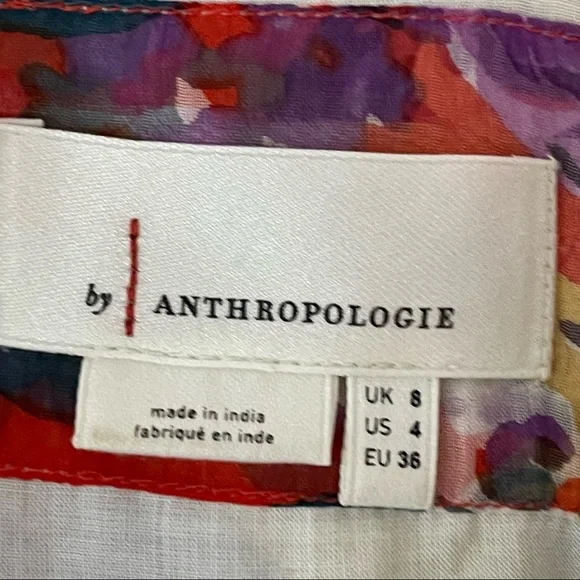 by ANTHROPOLOGIE
made in india
fabriqué en inde
UK 8
US 4
EU 36